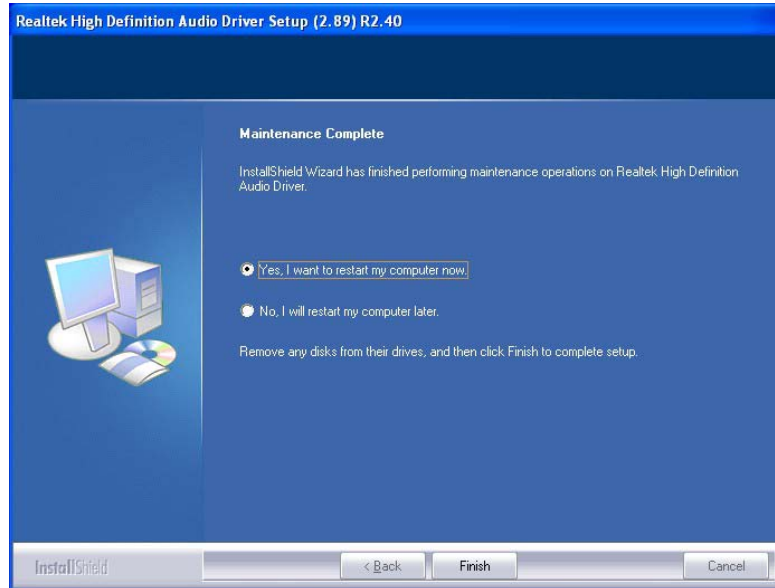 Realtek High Definition Audio Driver Setup (2.89) R2.40
Maintenance Complete
InstallShield Wizard has finished performing maintenance operations on Realtek High Definition
Audio Driver.
Yes, I want to restart my computer now.
No, I will restart my computer later.
Remove any disks from their drives, and then click Finish to complete setup.
InstallShield
< Back
Finish
Cancel